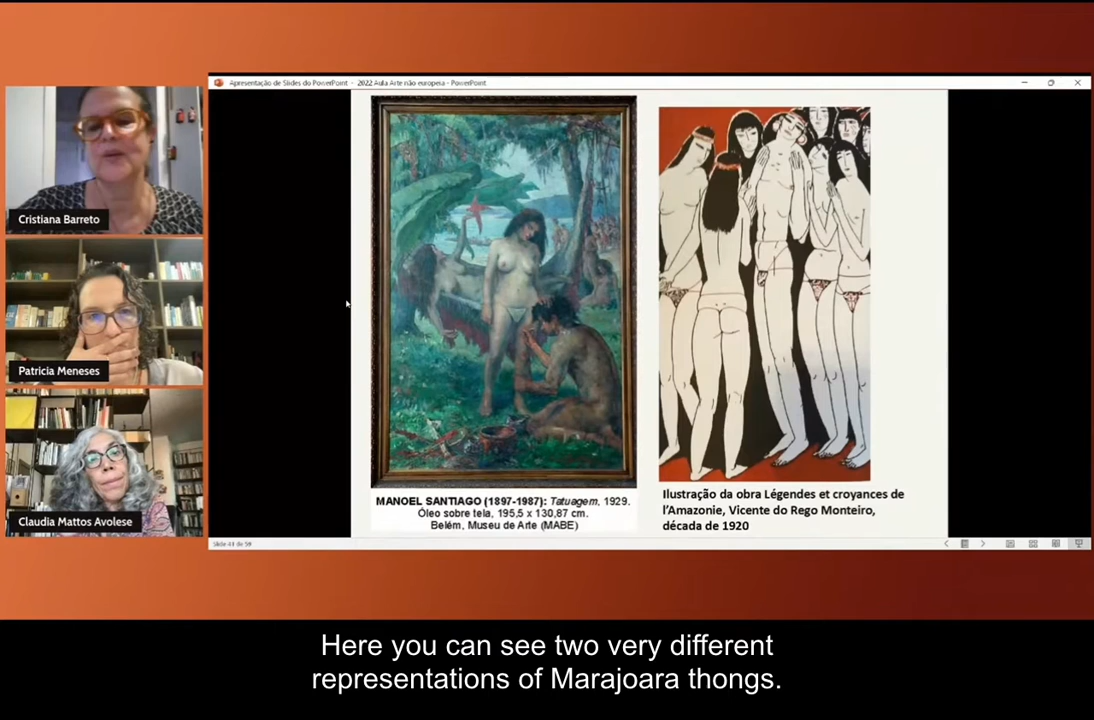 Apresentação de Slides do PowerPoint - 2022 Aula Arte não europeia - PowerPoint
Cristiana Barreto
Patricia Meneses
Claudia Mattos Avolese
MANOEL SANTIAGO (1897-1987): Tatuagem, 1929.
Óleo sobre tela, 195,5 x 130,87 cm.
Belém, Museu de Arte (MABE)
Ilustração da obra Légendes et croyances de
l'Amazonie, Vicente do Rego Monteiro,
década de 1920
Here you can see two very different
representations of Marajoara thongs.